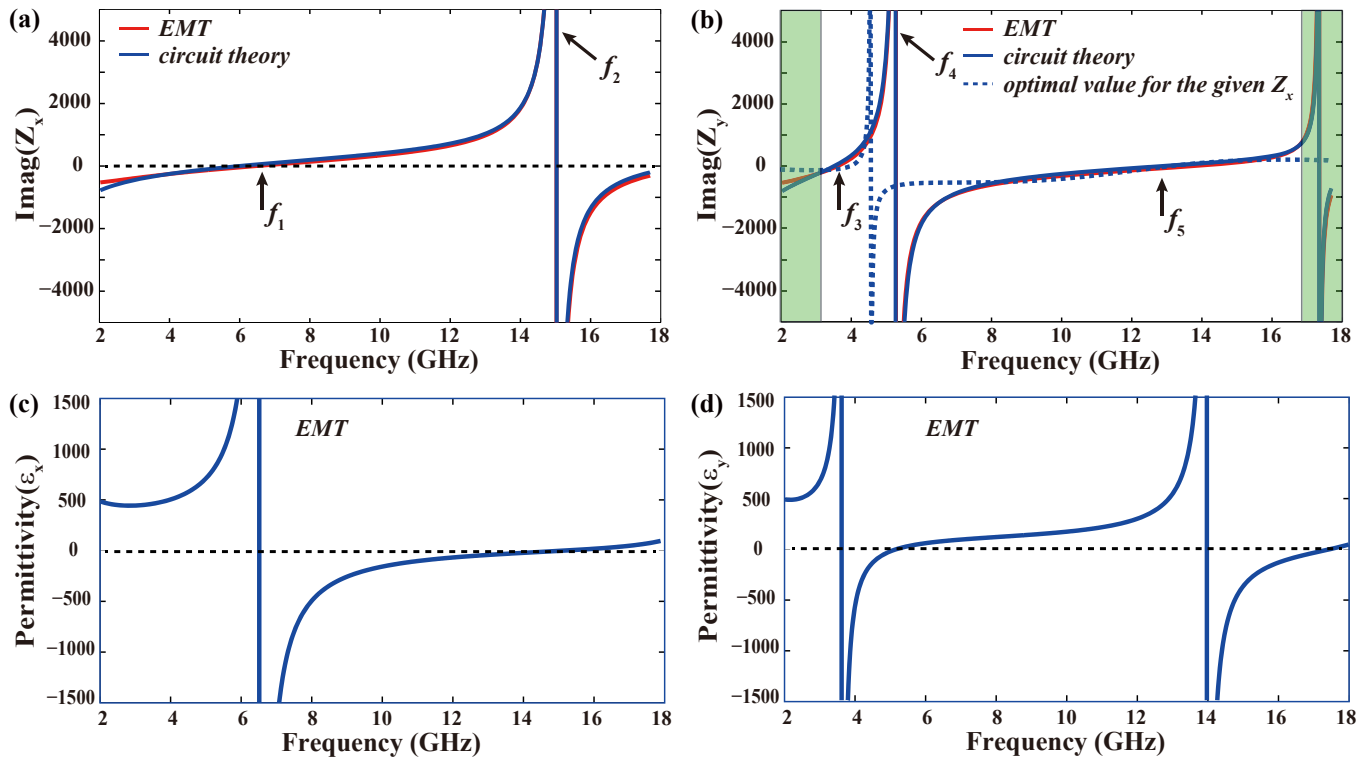 (a)
EMT
circuit theory
f2
f1
Imag(Zx)
4000
2000
0
−2000
−4000
2 4 6 8 10 12 14 16 18
Frequency (GHz)
(b)
EMT
circuit theory
optimal value for the given Zx
f4
f3
f5
Imag(Zy)
4000
2000
0
−2000
−4000
2 4 6 8 10 12 14 16 18
Frequency (GHz)
(c)
EMT
Permittivity(εx)
1500
1000
500
0
−500
−1000
−1500
2 4 6 8 10 12 14 16 18
Frequency (GHz)
(d)
EMT
Permittivity(εy)
1500
1000
500
0
−500
−1000
−1500
2 4 6 8 10 12 14 16 18
Frequency (GHz)